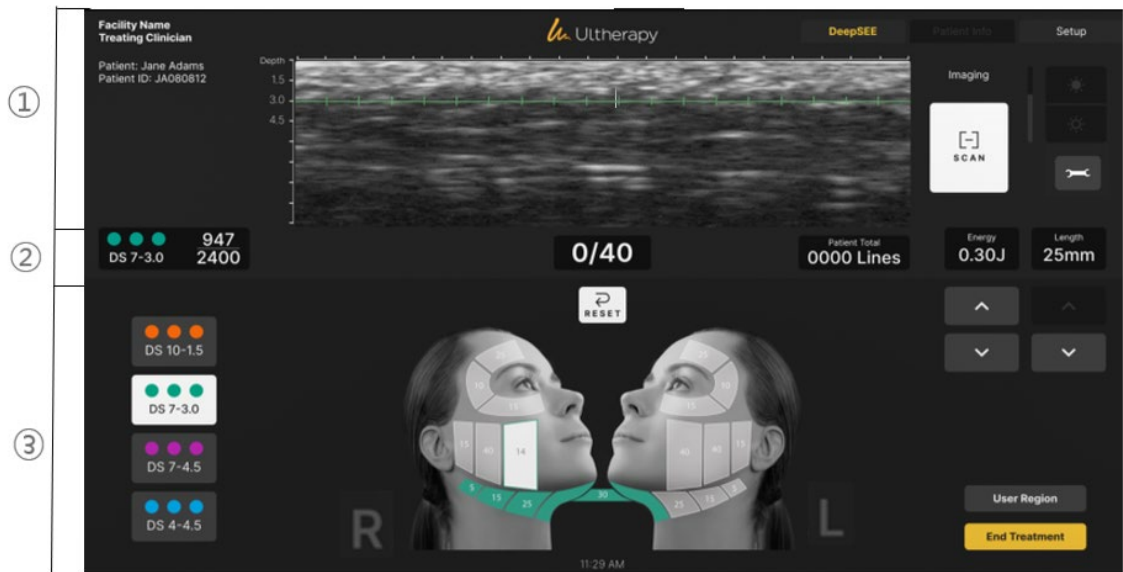 ①
②
③
Facility Name
Treating Clinician
Patient: Jane Adams
Patient ID: JA080812
Ultherapy
DeepSEE
Patient Info
Setup
Depth
1.5
3.0
4.5
Imaging
SCAN
DS 7-3.0
947
2400
0/40
Patient Total
0000 Lines
Energy
0.30J
Length
25mm
RESET
DS 10-1.5
DS 7-3.0
DS 7-4.5
DS 4-4.5
25
10
15
15
40
14
5
15
25
30
25
10
15
40
40
15
25
15
R
L
User Region
End Treatment
11:29 AM